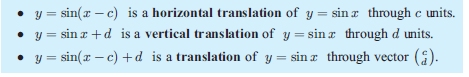 • y = sin(x − c) is a horizontal translation of y = sin x through c units.
• y = sin x + d is a vertical translation of y = sin x through d units.
• y = sin(x − c) + d is a translation of y = sin x through vector (c d).